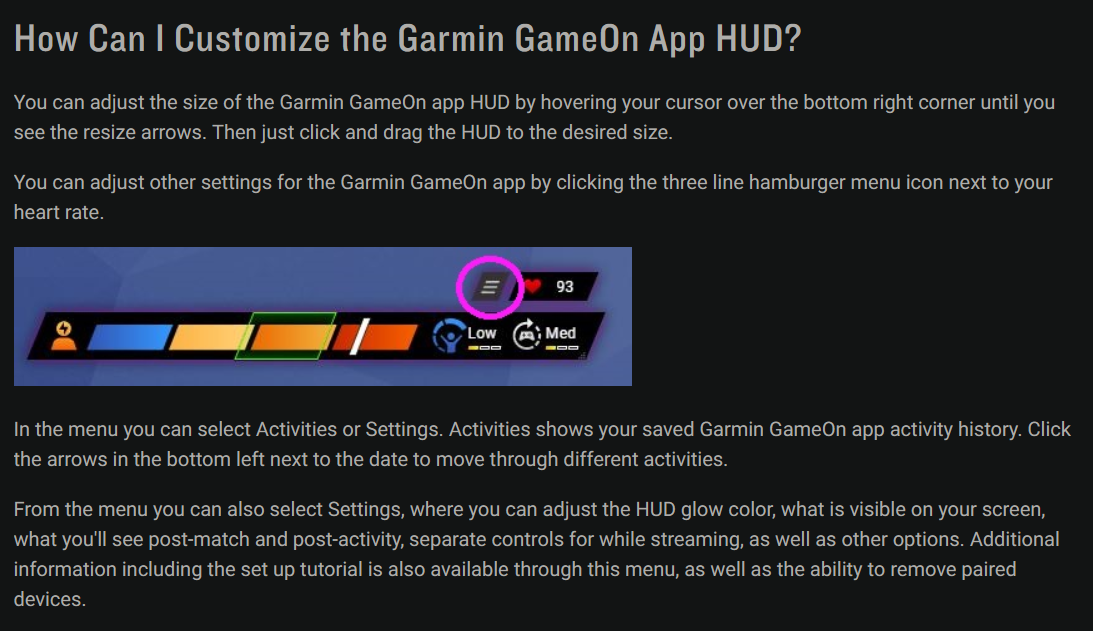 How Can I Customize the Garmin GameOn App HUD?
You can adjust the size of the Garmin GameOn app HUD by hovering your cursor over the bottom right corner until you
see the resize arrows. Then just click and drag the HUD to the desired size.
You can adjust other settings for the Garmin GameOn app by clicking the three line hamburger menu icon next to your
heart rate.
93
Low Med
In the menu you can select Activities or Settings. Activities shows your saved Garmin GameOn app activity history. Click
the arrows in the bottom left next to the date to move through different activities.
From the menu you can also select Settings, where you can adjust the HUD glow color, what is visible on your screen,
what you'll see post-match and post-activity, separate controls for while streaming, as well as other options. Additional
information including the set up tutorial is also available through this menu, as well as the ability to remove paired
devices.